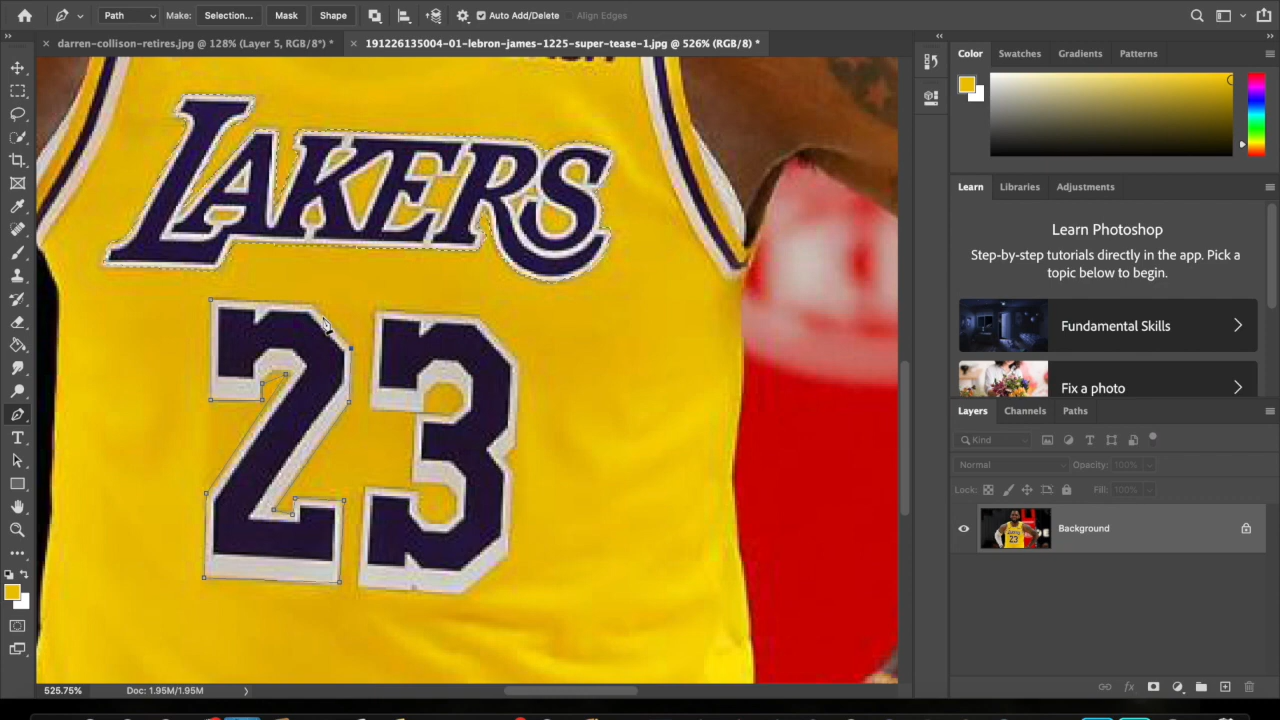 Path Make: Selection... Mask Shape Auto Add/Delete Align Edges
darren-collison-retires.jpg @ 128% (Layer 5, RGB/8*) * 191226135004-01-lebron-james-1225-super-tease-1.jpg @ 526% (RGB/8) *
Color Swatches Gradients Patterns
LAKERS
23
Learn Libraries Adjustments
Learn Photoshop
Step-by-step tutorials directly in the app. Pick a
topic below to begin.
Fundamental Skills
Fix a photo
Layers Channels Paths
Kind
Normal Opacity: 100%
Lock: Fill: 100%
Background
525.75% Doc: 1.95M/1.95M